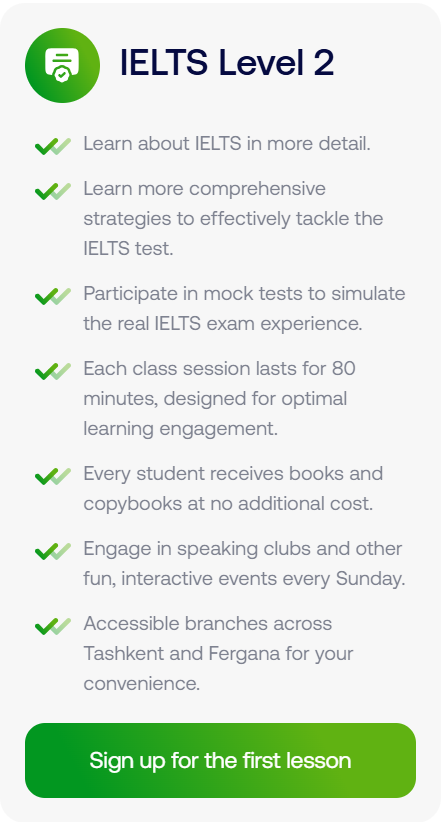 IELTS Level 2
Learn about IELTS in more detail.
Learn more comprehensive
strategies to effectively tackle the
IELTS test.
Participate in mock tests to simulate
the real IELTS exam experience.
Each class session lasts for 80
minutes, designed for optimal
learning engagement.
Every student receives books and
copybooks at no additional cost.
Engage in speaking clubs and other
fun, interactive events every Sunday.
Accessible branches across
Tashkent and Fergana for your
convenience.
Sign up for the first lesson